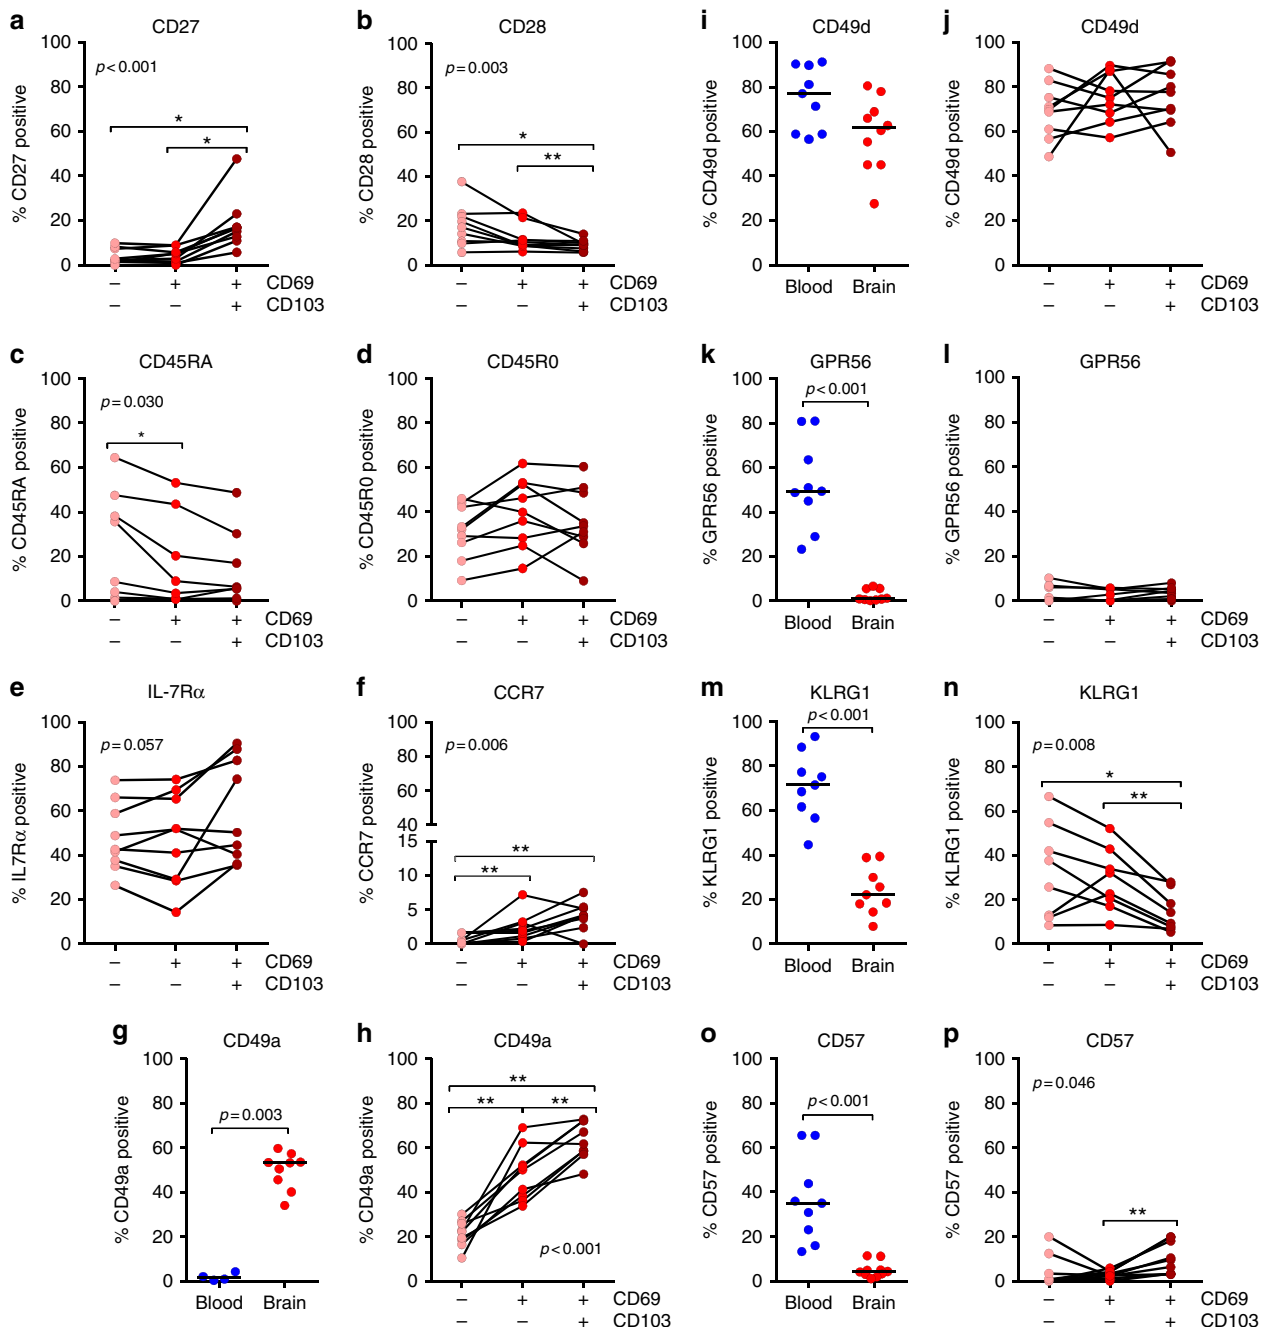 a
CD27
% CD27 positive
100
80
60
40
20
0
p<0.001
*
*
– + + CD69
– – + CD103
b
CD28
% CD28 positive
100
80
60
40
20
0
p=0.003
*
**
– + + CD69
– – + CD103
i
CD49d
% CD49d positive
100
80
60
40
20
0
Blood Brain
j
CD49d
% CD49d positive
100
80
60
40
20
0
– + + CD69
– – + CD103
c
CD45RA
% CD45RA positive
100
80
60
40
20
0
p=0.030
*
– + + CD69
– – + CD103
d
CD45R0
% CD45R0 positive
100
80
60
40
20
0
– + + CD69
– – + CD103
k
GPR56
% GPR56 positive
100
80
60
40
20
0
p<0.001
Blood Brain
l
GPR56
% GPR56 positive
100
80
60
40
20
0
– + + CD69
– – + CD103
e
IL-7Rα
% IL7Rα positive
100
80
60
40
20
0
p=0.057
– + + CD69
– – + CD103
f
CCR7
% CCR7 positive
100
80
60
40
15
10
5
0
p=0.006
**
**
– + + CD69
– – + CD103
m
KLRG1
% KLRG1 positive
100
80
60
40
20
0
p<0.001
Blood Brain
n
KLRG1
% KLRG1 positive
100
80
60
40
20
0
p=0.008
*
**
– + + CD69
– – + CD103
g
CD49a
% CD49a positive
100
80
60
40
20
0
p=0.003
Blood Brain
h
CD49a
% CD49a positive
100
80
60
40
20
0
**
** **
p<0.001
– + + CD69
– – + CD103
o
CD57
% CD57 positive
100
80
60
40
20
0
p<0.001
Blood Brain
p
CD57
% CD57 positive
100
80
60
40
20
0
p=0.046
**
– + + CD69
– – + CD103